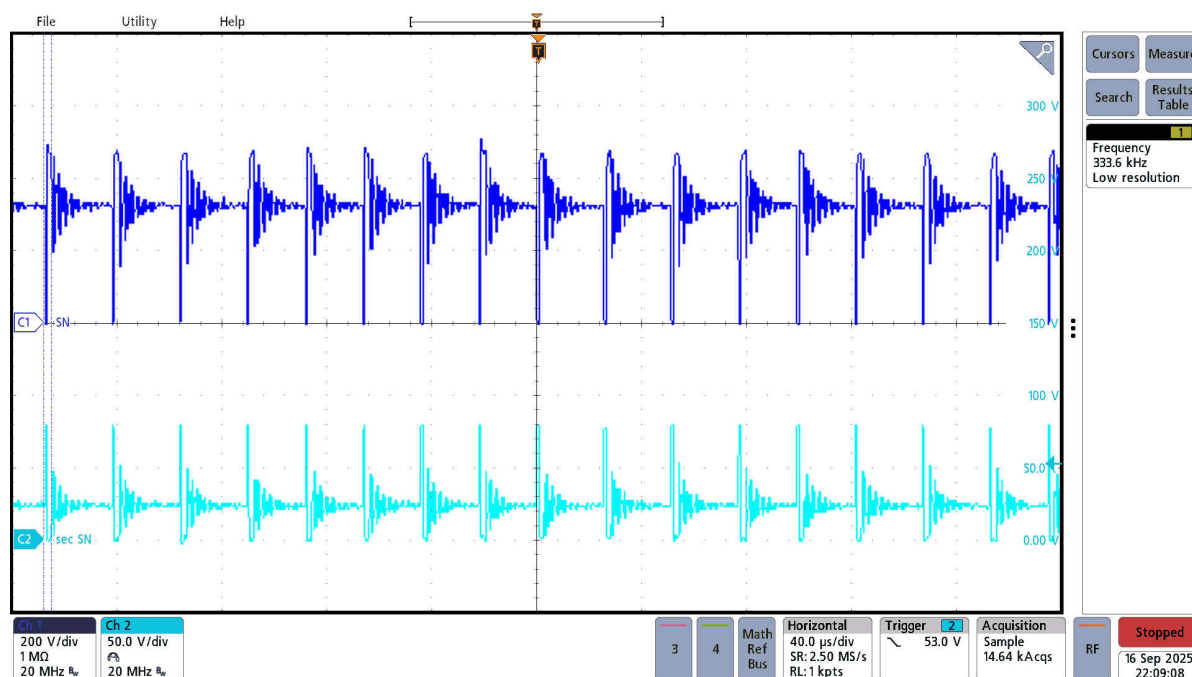 File Utility Help
T
T
300 V
250 V
200 V
150 V
100 V
50.0 V
0.00 V
C1 SN
C2 sec SN
Cursors Measure
Search Results Table
1
Frequency
333.6 kHz
Low resolution
Ch 1
200 V/div
1 MΩ
20 MHz Bw
Ch 2
50.0 V/div
20 MHz Bw
3
4
Math
Ref
Bus
Horizontal
40.0 µs/div
SR: 2.50 MS/s
RL: 1 kpts
Trigger 2
53.0 V
Acquisition
Sample
14.64 kAcqs
RF
Stopped
16 Sep 2025
22:09:08